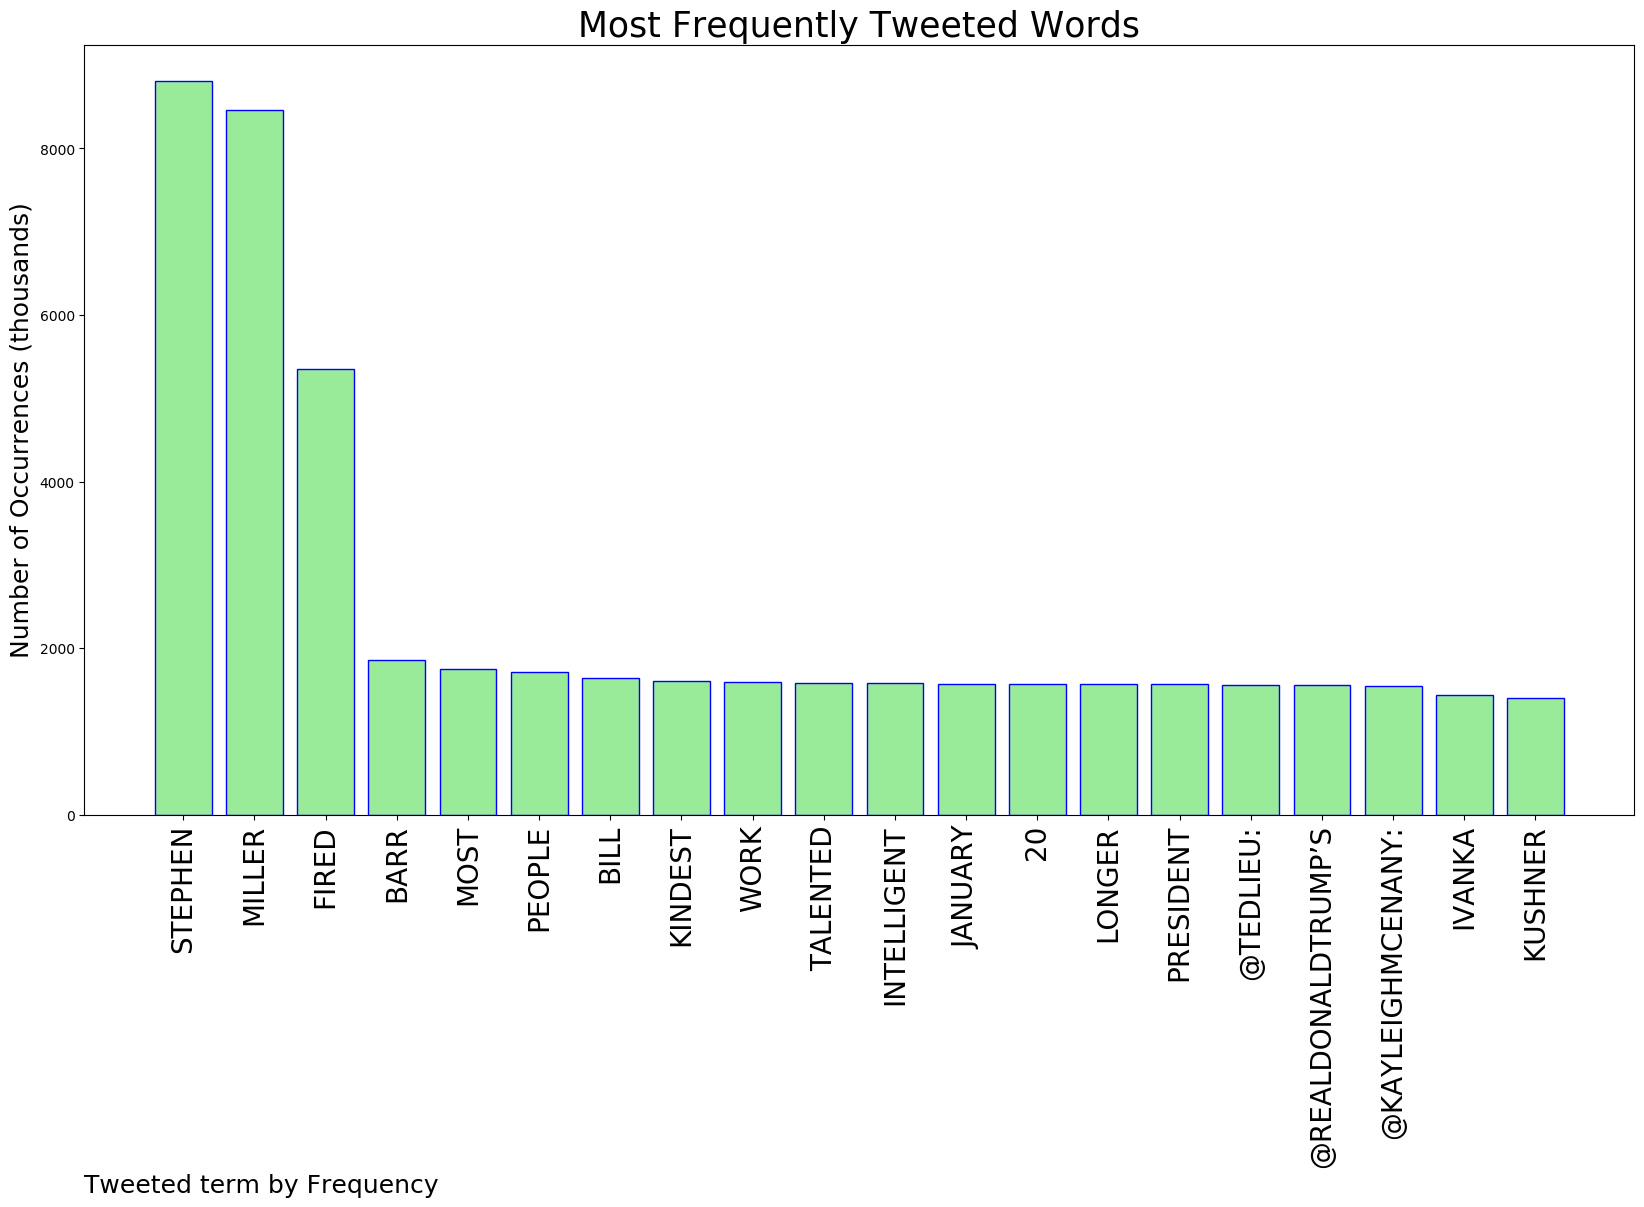 Most Frequently Tweeted Words
Number of Occurrences (thousands)
8000
6000
4000
2000
0
STEPHEN
MILLER
FIRED
BARR
MOST
PEOPLE
BILL
KINDEST
WORK
TALENTED
INTELLIGENT
JANUARY
20
LONGER
PRESIDENT
@TEDLIEU:
@REALDONALDTRUMP’S
@KAYLEIGHMCENANY:
IVANKA
KUSHNER
Tweeted term by Frequency